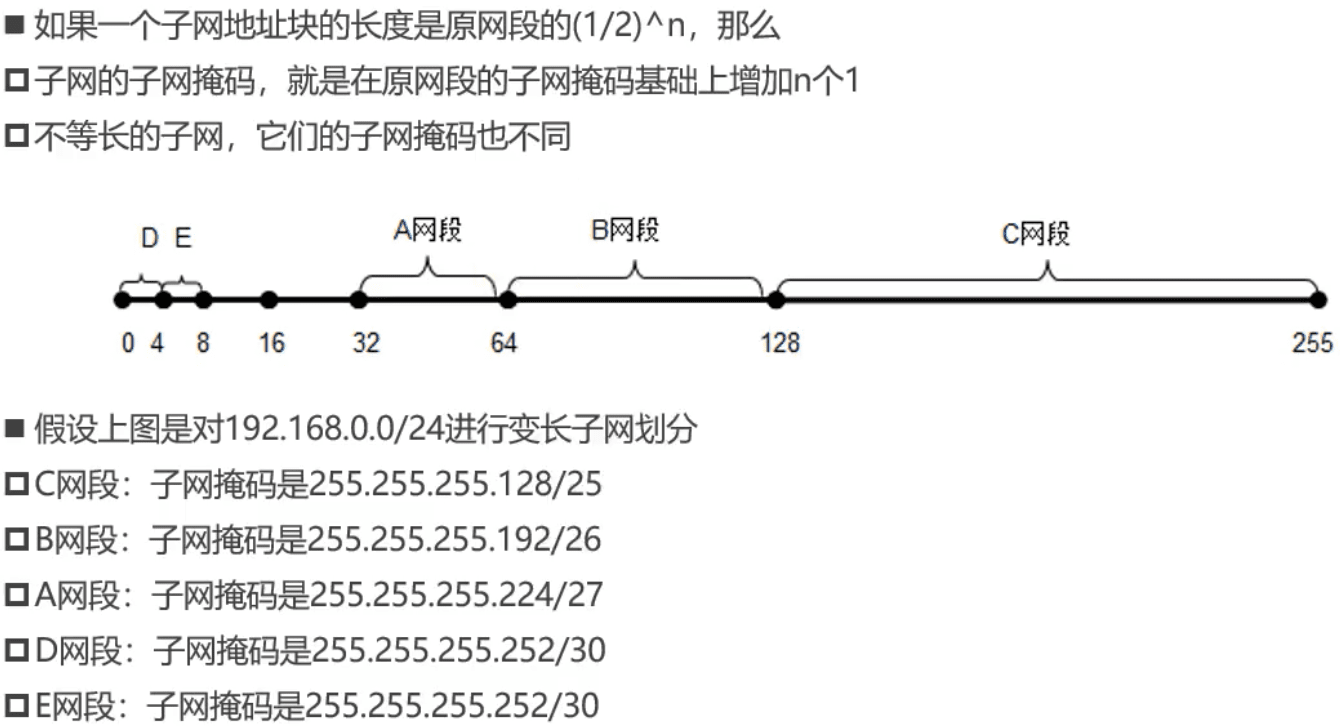 ■ 如果一个子网地址块的长度是原网段的(1/2)^n，那么
□ 子网的子网掩码，就是在原网段的子网掩码基础上增加n个1
□ 不等长的子网，它们的子网掩码也不同
D E A网段 B网段 C网段
0 4 8 16 32 64 128 255
■ 假设上图是对192.168.0.0/24进行变长子网划分
□ C网段：子网掩码是255.255.255.128/25
□ B网段：子网掩码是255.255.255.192/26
□ A网段：子网掩码是255.255.255.224/27
□ D网段：子网掩码是255.255.255.252/30
□ E网段：子网掩码是255.255.255.252/30